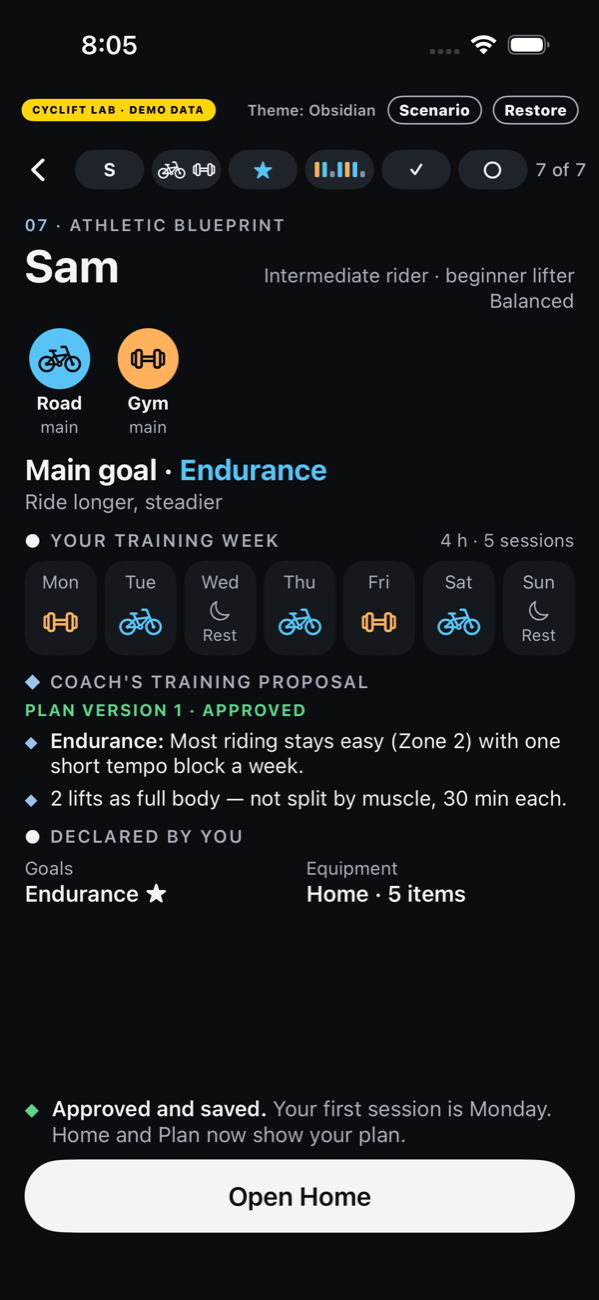 8:05
CYCLIFT LAB · DEMO DATA
Theme: Obsidian
Scenario
Restore
S
7 of 7
07 · ATHLETIC BLUEPRINT
Sam
Intermediate rider · beginner lifter
Balanced
Road
main
Gym
main
Main goal · Endurance
Ride longer, steadier
YOUR TRAINING WEEK
4 h · 5 sessions
Mon
Tue
Wed
Rest
Thu
Fri
Sat
Sun
Rest
COACH'S TRAINING PROPOSAL
PLAN VERSION 1 · APPROVED
Endurance: Most riding stays easy (Zone 2) with one
short tempo block a week.
2 lifts as full body — not split by muscle, 30 min each.
DECLARED BY YOU
Goals
Endurance ★
Equipment
Home · 5 items
Approved and saved. Your first session is Monday.
Home and Plan now show your plan.
Open Home